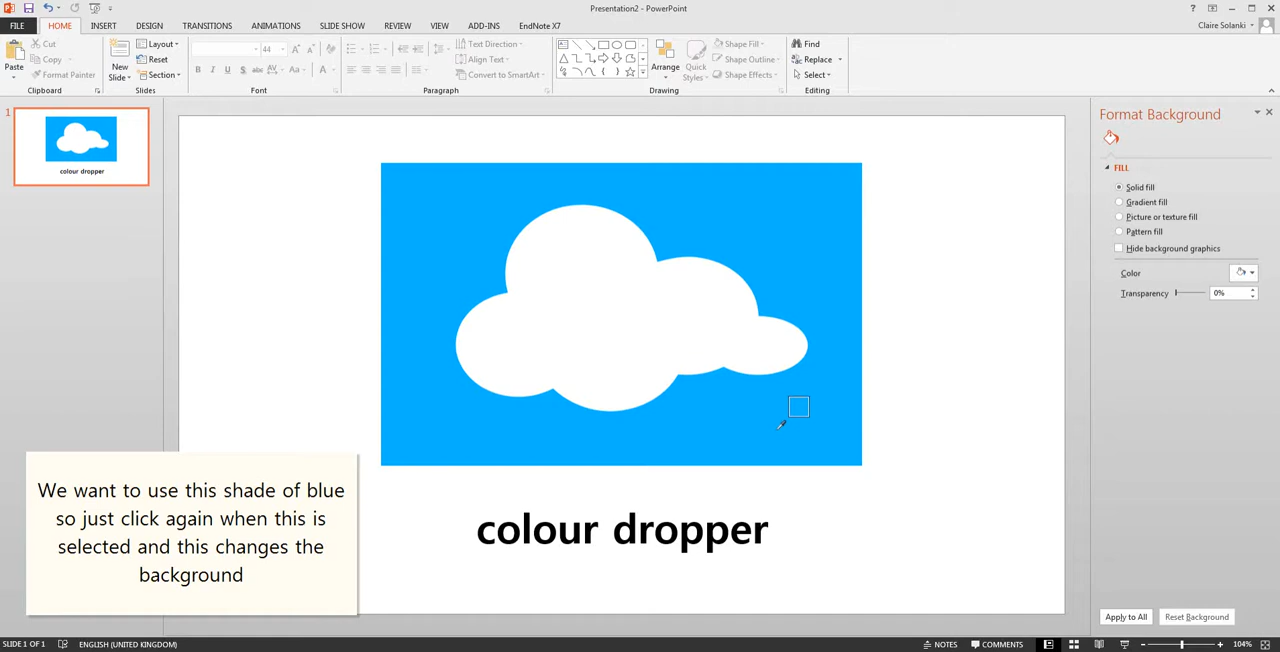 Presentation2 - PowerPoint
FILE HOME INSERT DESIGN TRANSITIONS ANIMATIONS SLIDE SHOW REVIEW VIEW ADD-INS EndNote X7
Claire Solanki
Paste
Cut
Copy
Format Painter
Clipboard
New
Slide
Layout
Reset
Section
Slides
44
Font
Text Direction
Align Text
Convert to SmartArt
Paragraph
Arrange
Quick
Styles
Shape Fill
Shape Outline
Shape Effects
Drawing
Find
Replace
Select
Editing
1
colour dropper
colour dropper
We want to use this shade of blue
so just click again when this is
selected and this changes the
background
Format Background
FILL
Solid fill
Gradient fill
Picture or texture fill
Pattern fill
Hide background graphics
Color
Transparency 0%
Apply to All Reset Background
SLIDE 1 OF 1 ENGLISH (UNITED KINGDOM) NOTES COMMENTS 104%